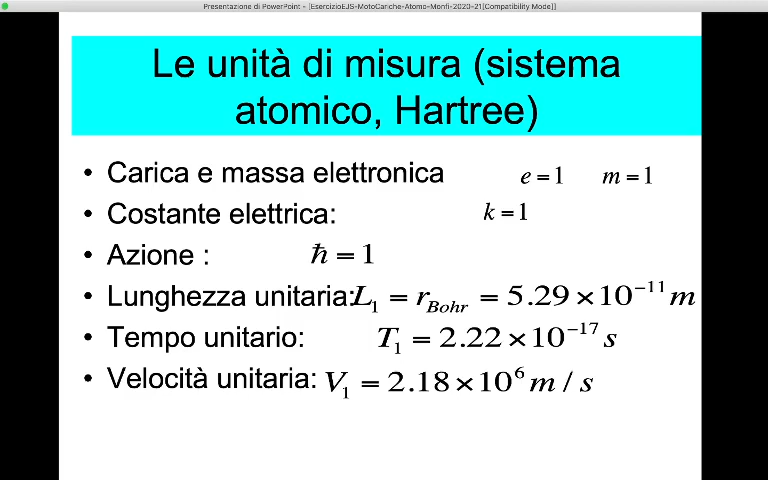 Presentazione di PowerPoint - [EsercizioEJS-MotoCariche-Atomo-Monfi-2020-21[Compatibility Mode]]
Le unità di misura (sistema
atomico, Hartree)
• Carica e massa elettronica e = 1 m = 1
• Costante elettrica: k = 1
• Azione : ℏ = 1
• Lunghezza unitaria: L₁ = r_Bohr = 5.29 × 10⁻¹¹ m
• Tempo unitario: T₁ = 2.22 × 10⁻¹⁷ s
• Velocità unitaria: V₁ = 2.18 × 10⁶ m / s